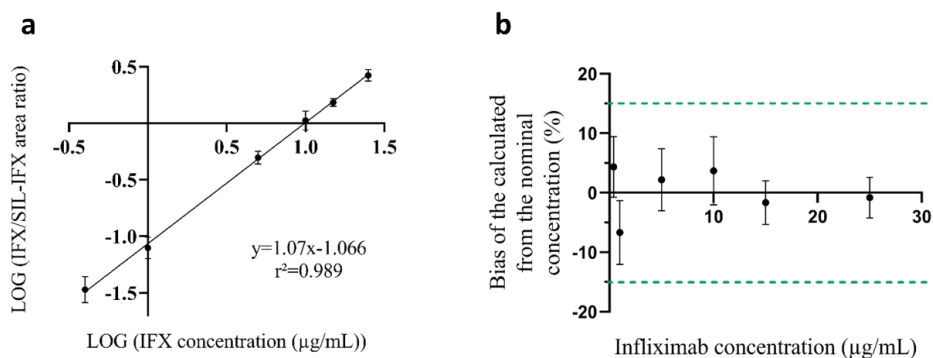 a
LOG (IFX/SIL-IFX area ratio)
0.5
-0.5
0.5
1.0
1.5
-0.5
-1.0
-1.5
y=1.07x-1.066
r²=0.989
LOG (IFX concentration (µg/mL))
b
Bias of the calculated
from the nominal
concentration (%)
20
10
0
10
20
30
-10
-20
Infliximab concentration (µg/mL)